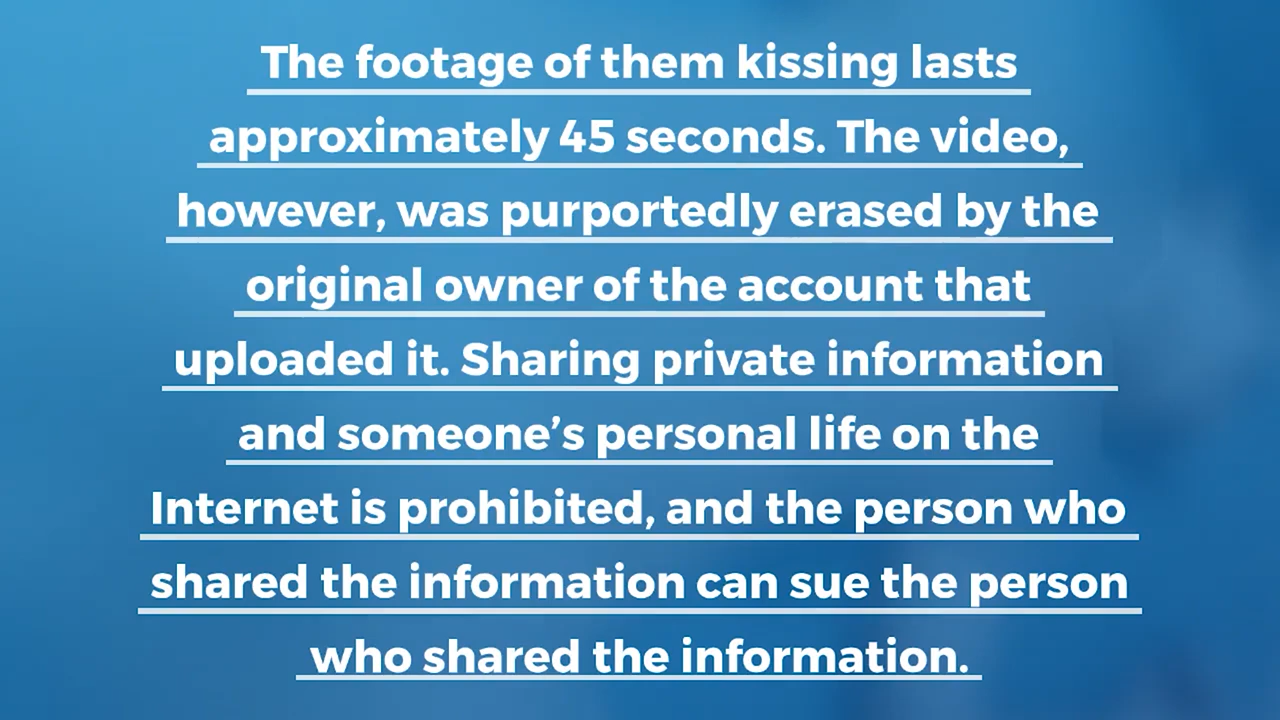 The footage of them kissing lasts
approximately 45 seconds. The video,
however, was purportedly erased by the
original owner of the account that
uploaded it. Sharing private information
and someone’s personal life on the
Internet is prohibited, and the person who
shared the information can sue the person
who shared the information.